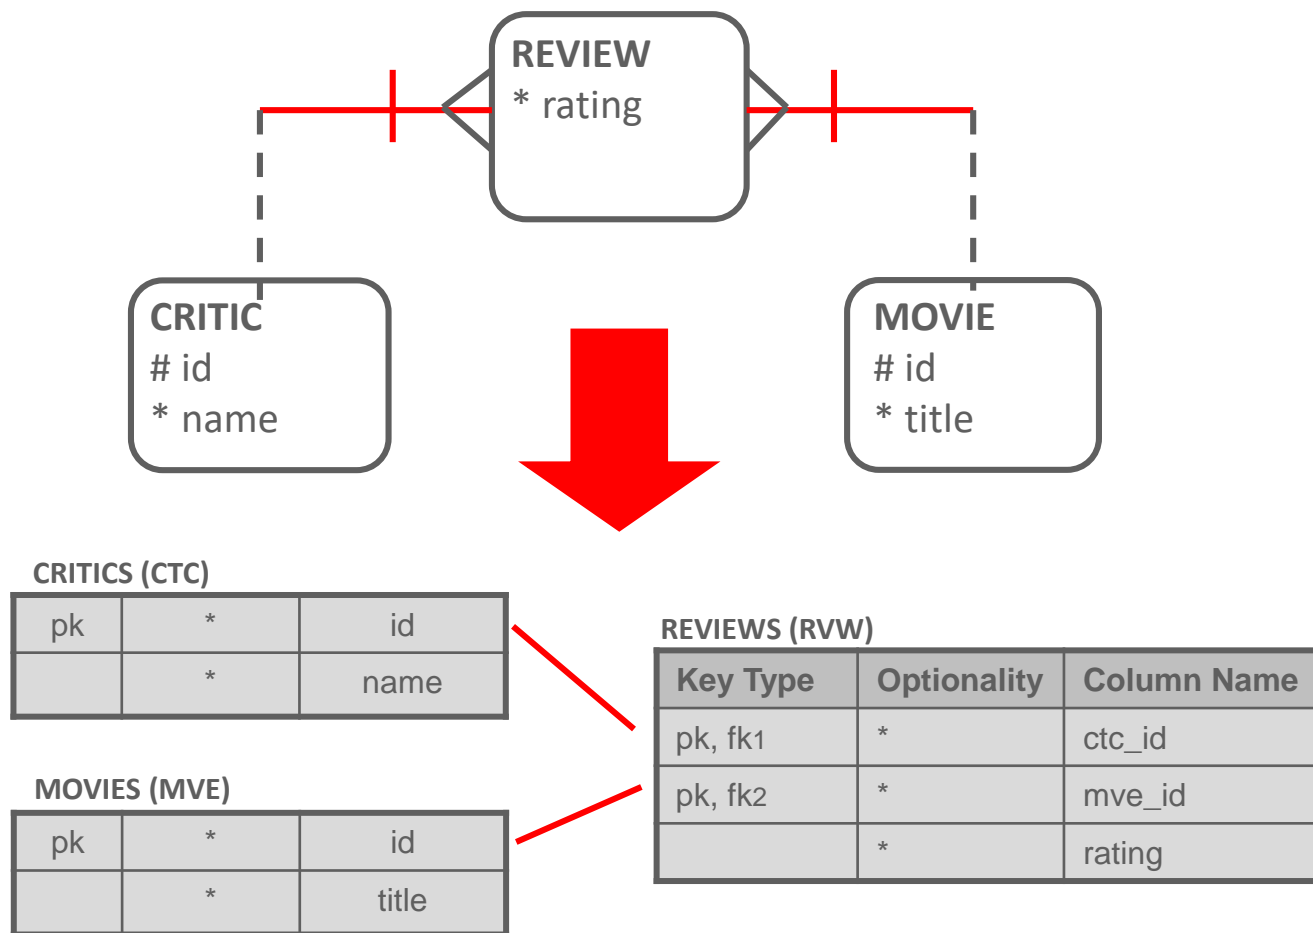 REVIEW
* rating
CRITIC
# id
* name
MOVIE
# id
* title
CRITICS (CTC)
pk * id
* name
MOVIES (MVE)
pk * id
* title
REVIEWS (RVW)
Key Type Optionality Column Name
pk, fk1 * ctc_id
pk, fk2 * mve_id
* rating